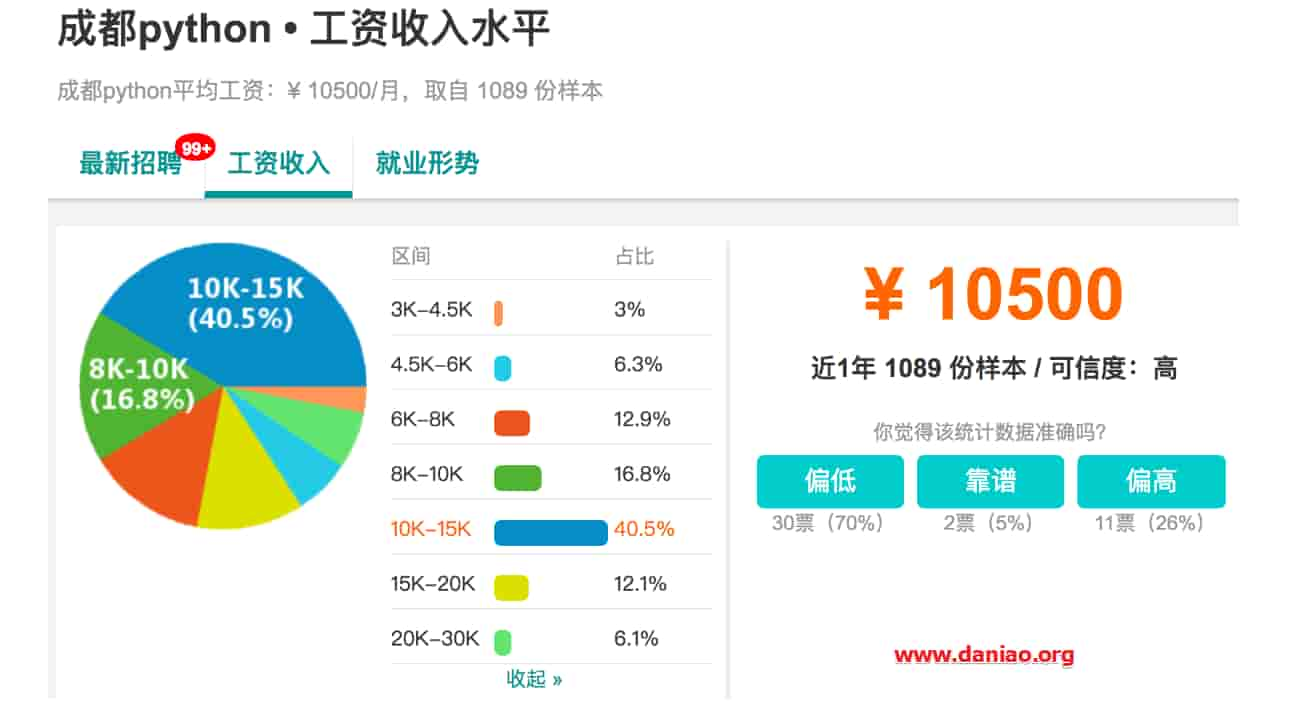 成都python • 工资收入水平
成都python平均工资：￥ 10500/月，取自 1089 份样本
最新招聘 99+ 工资收入 就业形势
10K-15K
(40.5%)
8K-10K
(16.8%)
区间 占比
3K–4.5K 3%
4.5K–6K 6.3%
6K–8K 12.9%
8K–10K 16.8%
10K–15K 40.5%
15K–20K 12.1%
20K–30K 6.1%
收起 »
￥ 10500
近1年 1089 份样本 / 可信度：高
你觉得该统计数据准确吗?
偏低 靠谱 偏高
30票（70%） 2票（5%） 11票（26%）
www.daniao.org